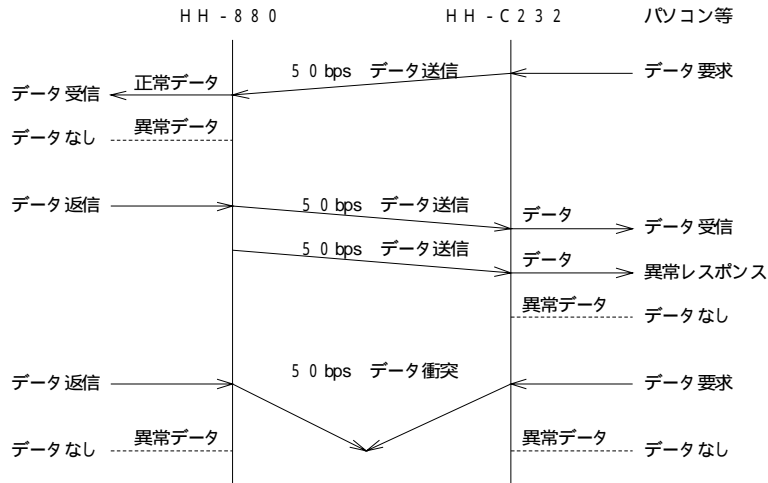 HH-880 HH-C232 パソコン等
50bps データ送信 データ要求
データ受信 正常データ
データなし 異常データ
データ返信 50bps データ送信 データ データ受信
50bps データ送信 データ 異常レスポンス
異常データ データなし
50bps データ衝突
データ返信 データ要求
データなし 異常データ 異常データ データなし